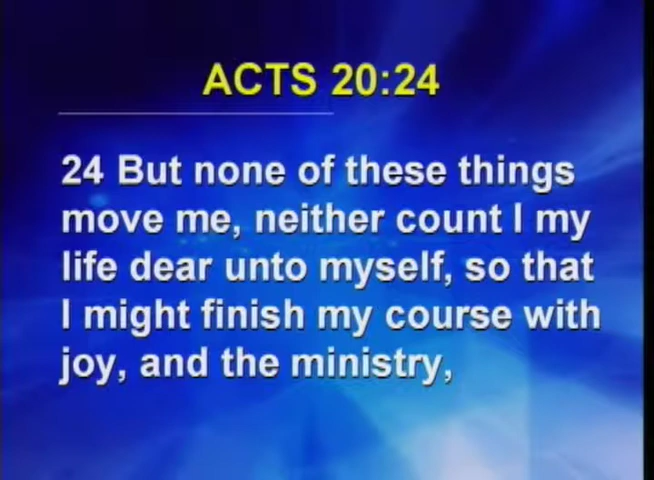 ACTS 20:24
24 But none of these things
move me, neither count I my
life dear unto myself, so that
I might finish my course with
joy, and the ministry,